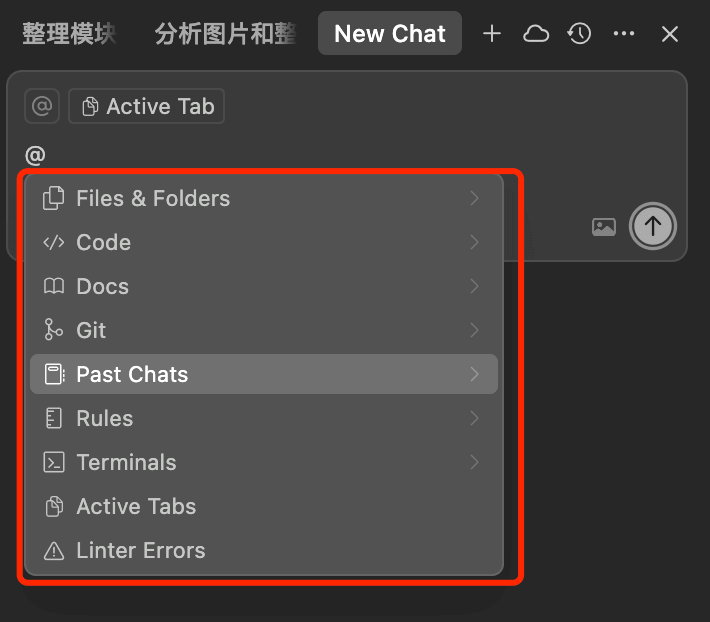 整理模块 分析图片和整 New Chat
@ Active Tab
@
Files & Folders
Code
Docs
Git
Past Chats
Rules
Terminals
Active Tabs
Linter Errors